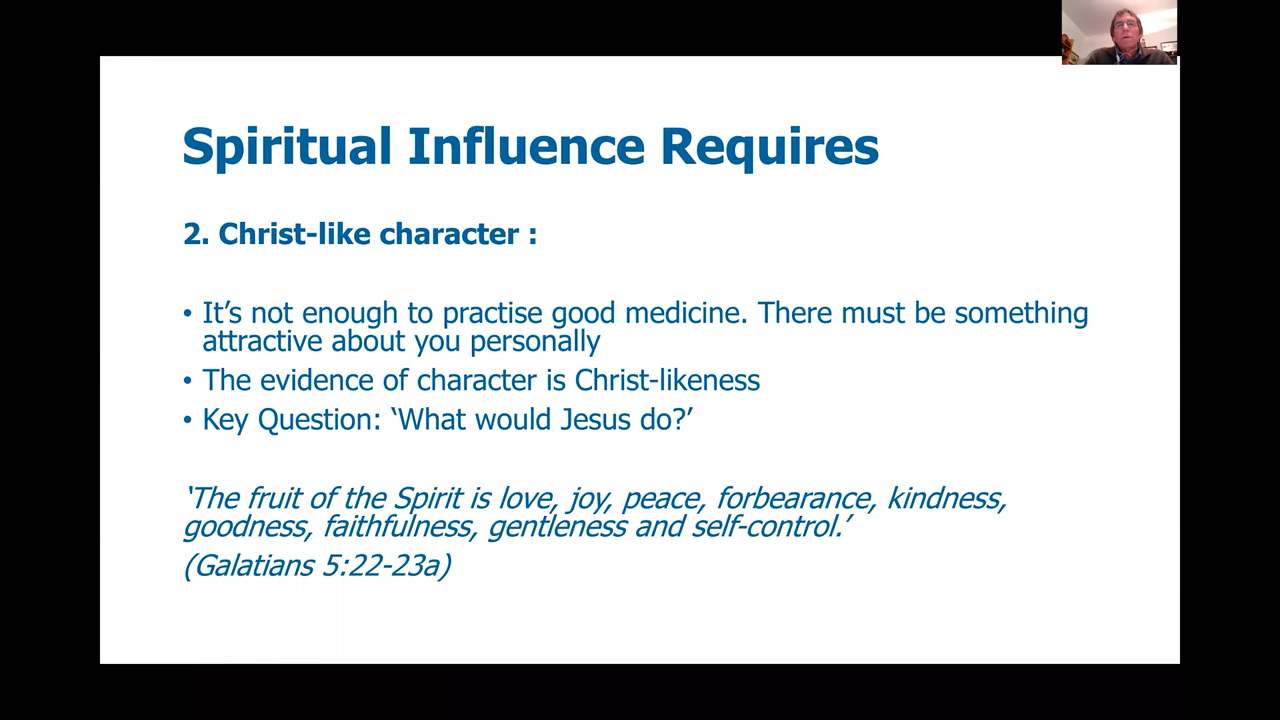 Spiritual Influence Requires
2. Christ-like character :
• It’s not enough to practise good medicine. There must be something
attractive about you personally
• The evidence of character is Christ-likeness
• Key Question: ‘What would Jesus do?’
‘The fruit of the Spirit is love, joy, peace, forbearance, kindness,
goodness, faithfulness, gentleness and self-control.’
(Galatians 5:22-23a)